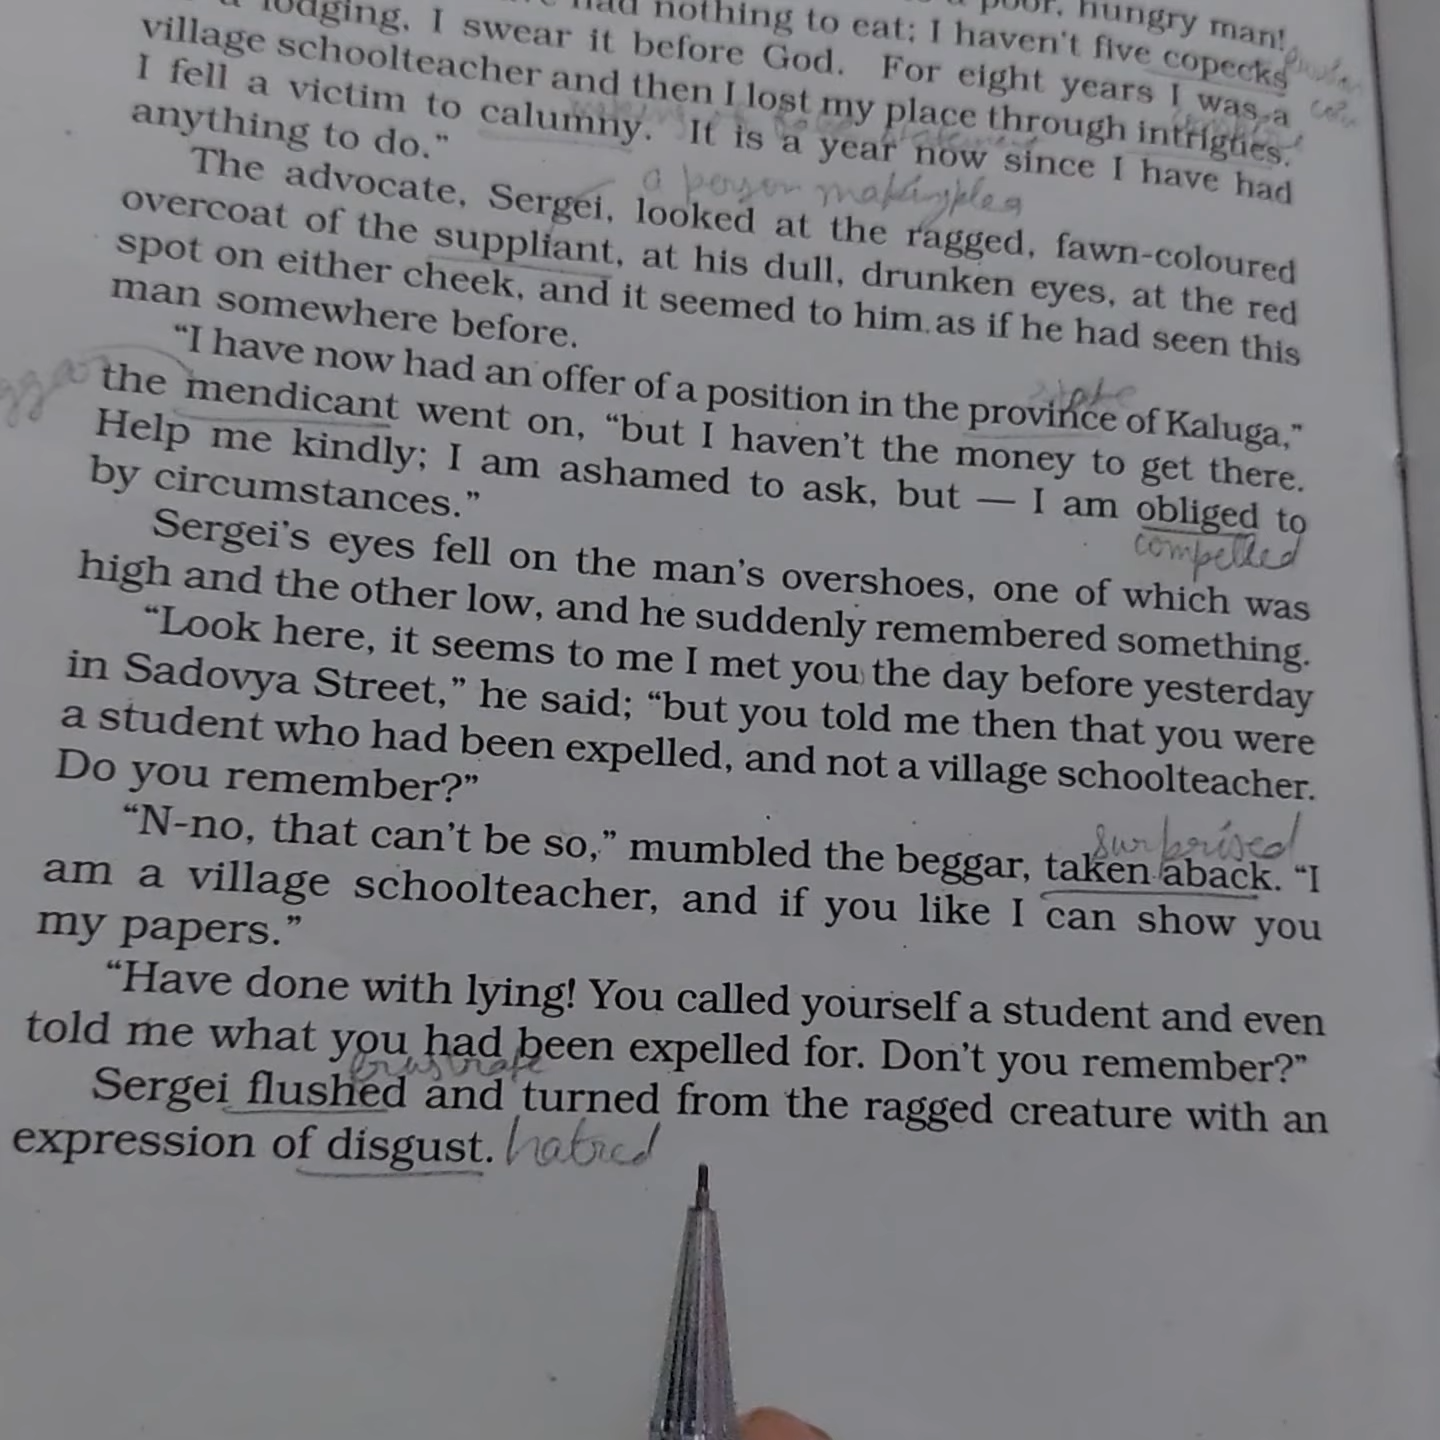 poor, hungry man!
had nothing to eat; I haven't five copecks
lodging, I swear it before God. For eight years I was a
village schoolteacher and then I lost my place through intrigues.
I fell a victim to calumny. It is a year now since I have had
anything to do.”
a person making plea
The advocate, Sergei, looked at the ragged, fawn-coloured
overcoat of the suppliant, at his dull, drunken eyes, at the red
spot on either cheek, and it seemed to him as if he had seen this
man somewhere before.
state
“I have now had an offer of a position in the province of Kaluga,”
the mendicant went on, “but I haven't the money to get there.
Help me kindly; I am ashamed to ask, but — I am obliged to
compelled
by circumstances.”
Sergei's eyes fell on the man's overshoes, one of which was
high and the other low, and he suddenly remembered something.
“Look here, it seems to me I met you the day before yesterday
in Sadovya Street,” he said; “but you told me then that you were
a student who had been expelled, and not a village schoolteacher.
Do you remember?”
surprised
“N-no, that can't be so,” mumbled the beggar, taken aback. “I
am a village schoolteacher, and if you like I can show you
my papers.”
“Have done with lying! You called yourself a student and even
told me what you had been expelled for. Don't you remember?”
frustrate
Sergei flushed and turned from the ragged creature with an
expression of disgust. hatred